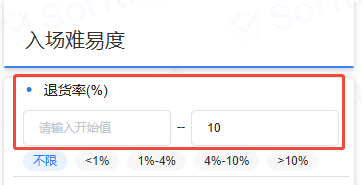 入场难易度
• 退货率(%)
请输入开始值 -- 10
不限 <1% 1%-4% 4%-10% >10%